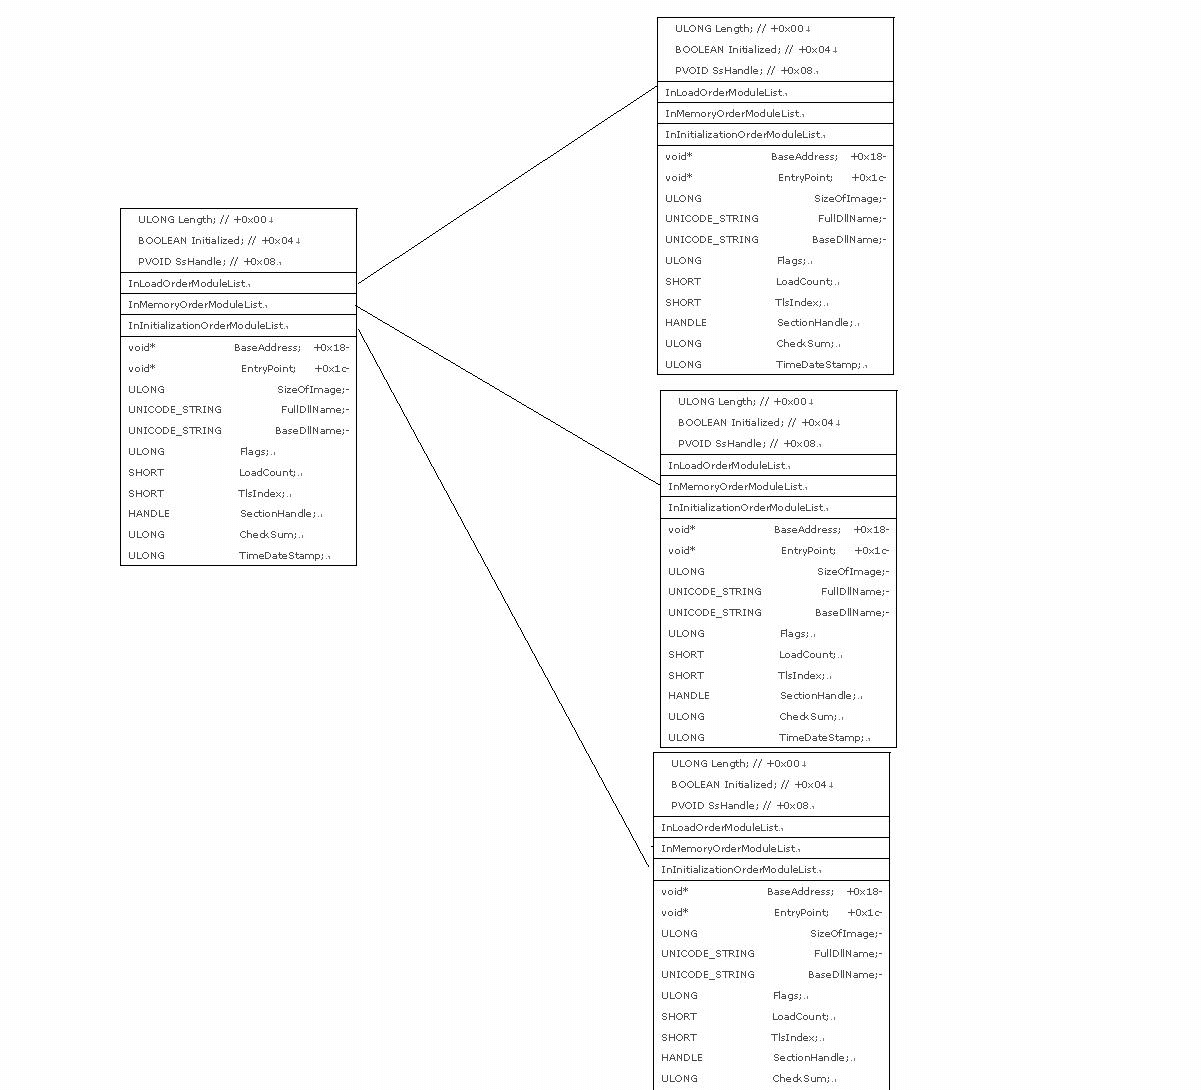 ULONG Length; // +0x00↓
BOOLEAN Initialized; // +0x04↓
PVOID SsHandle; // +0x08
InLoadOrderModuleList
InMemoryOrderModuleList
InInitializationOrderModuleList
void* BaseAddress; +0x18
void* EntryPoint; +0x1c
ULONG SizeOfImage;
UNICODE_STRING FullDllName;
UNICODE_STRING BaseDllName;
ULONG Flags;
SHORT LoadCount;
SHORT TlsIndex;
HANDLE SectionHandle;
ULONG CheckSum;
ULONG TimeDateStamp;
ULONG Length; // +0x00↓
BOOLEAN Initialized; // +0x04↓
PVOID SsHandle; // +0x08
InLoadOrderModuleList
InMemoryOrderModuleList
InInitializationOrderModuleList
void* BaseAddress; +0x18
void* EntryPoint; +0x1c
ULONG SizeOfImage;
UNICODE_STRING FullDllName;
UNICODE_STRING BaseDllName;
ULONG Flags;
SHORT LoadCount;
SHORT TlsIndex;
HANDLE SectionHandle;
ULONG CheckSum;
ULONG TimeDateStamp;
ULONG Length; // +0x00↓
BOOLEAN Initialized; // +0x04↓
PVOID SsHandle; // +0x08
InLoadOrderModuleList
InMemoryOrderModuleList
InInitializationOrderModuleList
void* BaseAddress; +0x18
void* EntryPoint; +0x1c
ULONG SizeOfImage;
UNICODE_STRING FullDllName;
UNICODE_STRING BaseDllName;
ULONG Flags;
SHORT LoadCount;
SHORT TlsIndex;
HANDLE SectionHandle;
ULONG CheckSum;
ULONG TimeDateStamp;
ULONG Length; // +0x00↓
BOOLEAN Initialized; // +0x04↓
PVOID SsHandle; // +0x08
InLoadOrderModuleList
InMemoryOrderModuleList
InInitializationOrderModuleList
void* BaseAddress; +0x18
void* EntryPoint; +0x1c
ULONG SizeOfImage;
UNICODE_STRING FullDllName;
UNICODE_STRING BaseDllName;
ULONG Flags;
SHORT LoadCount;
SHORT TlsIndex;
HANDLE SectionHandle;
ULONG CheckSum;